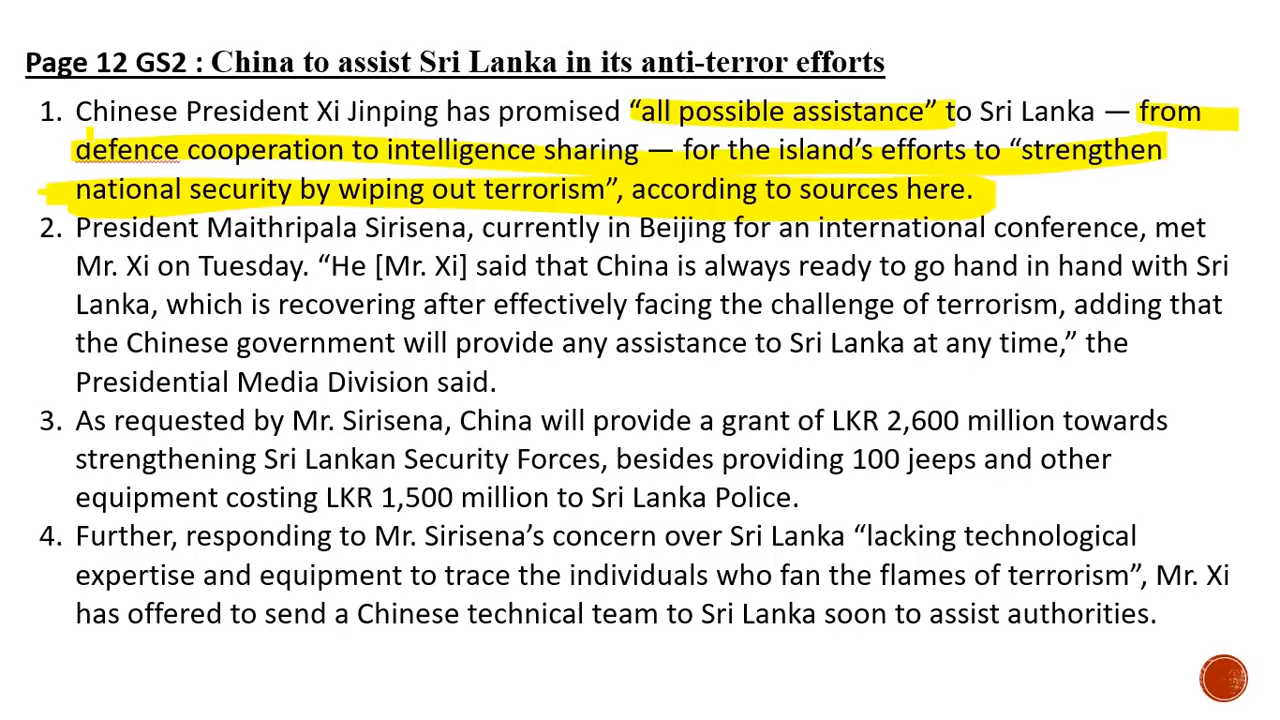 Page 12 GS2 : China to assist Sri Lanka in its anti-terror efforts
1. Chinese President Xi Jinping has promised “all possible assistance” to Sri Lanka — from
defence cooperation to intelligence sharing — for the island’s efforts to “strengthen
national security by wiping out terrorism”, according to sources here.
2. President Maithripala Sirisena, currently in Beijing for an international conference, met
Mr. Xi on Tuesday. “He [Mr. Xi] said that China is always ready to go hand in hand with Sri
Lanka, which is recovering after effectively facing the challenge of terrorism, adding that
the Chinese government will provide any assistance to Sri Lanka at any time,” the
Presidential Media Division said.
3. As requested by Mr. Sirisena, China will provide a grant of LKR 2,600 million towards
strengthening Sri Lankan Security Forces, besides providing 100 jeeps and other
equipment costing LKR 1,500 million to Sri Lanka Police.
4. Further, responding to Mr. Sirisena’s concern over Sri Lanka “lacking technological
expertise and equipment to trace the individuals who fan the flames of terrorism”, Mr. Xi
has offered to send a Chinese technical team to Sri Lanka soon to assist authorities.